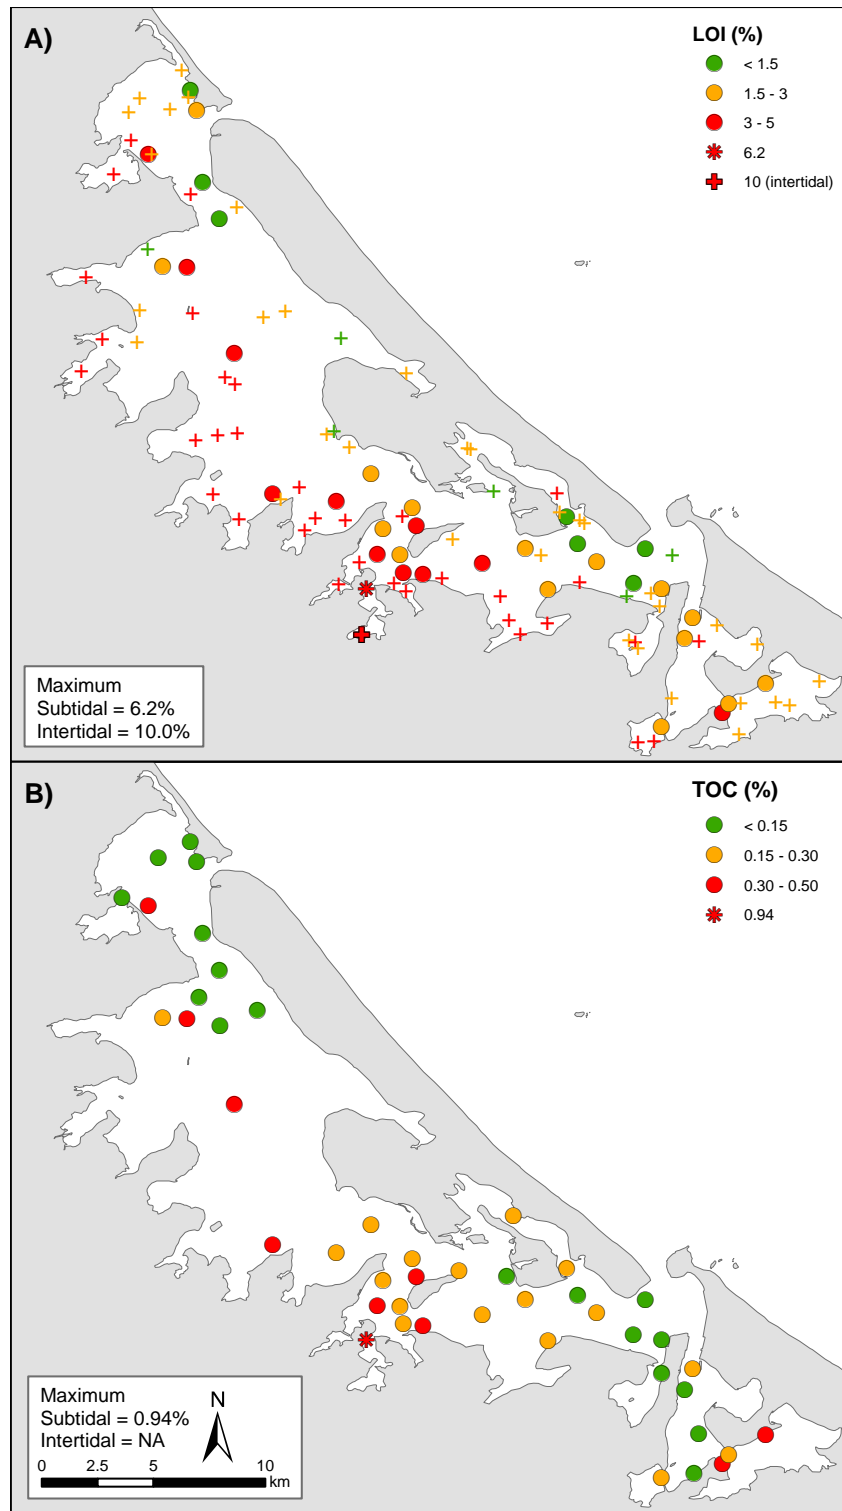 A)
LOI (%)
< 1.5
1.5 - 3
3 - 5
6.2
10 (intertidal)
Maximum
Subtidal = 6.2%
Intertidal = 10.0%
B)
TOC (%)
< 0.15
0.15 - 0.30
0.30 - 0.50
0.94
Maximum
Subtidal = 0.94%
Intertidal = NA
N
0 2.5 5 10
km